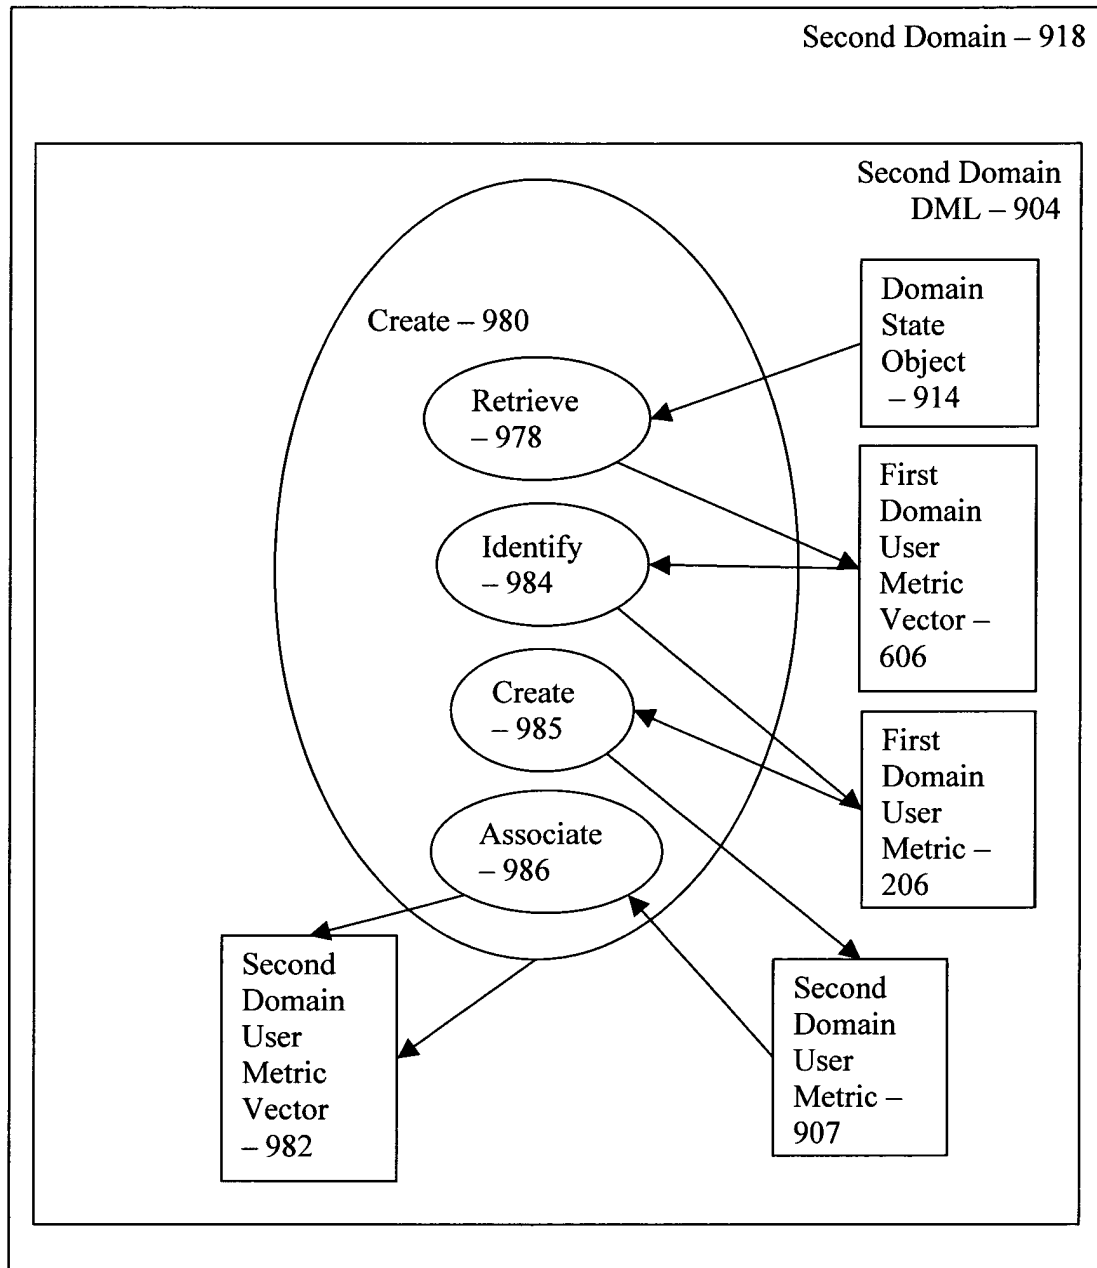 Second Domain – 918
Second Domain
DML – 904
Domain
State
Object
– 914
Create – 980
Retrieve
– 978
First
Domain
User
Metric
Vector –
606
Identify
– 984
Create
– 985
First
Domain
User
Metric –
206
Associate
– 986
Second
Domain
User
Metric
Vector
– 982
Second
Domain
User
Metric –
907